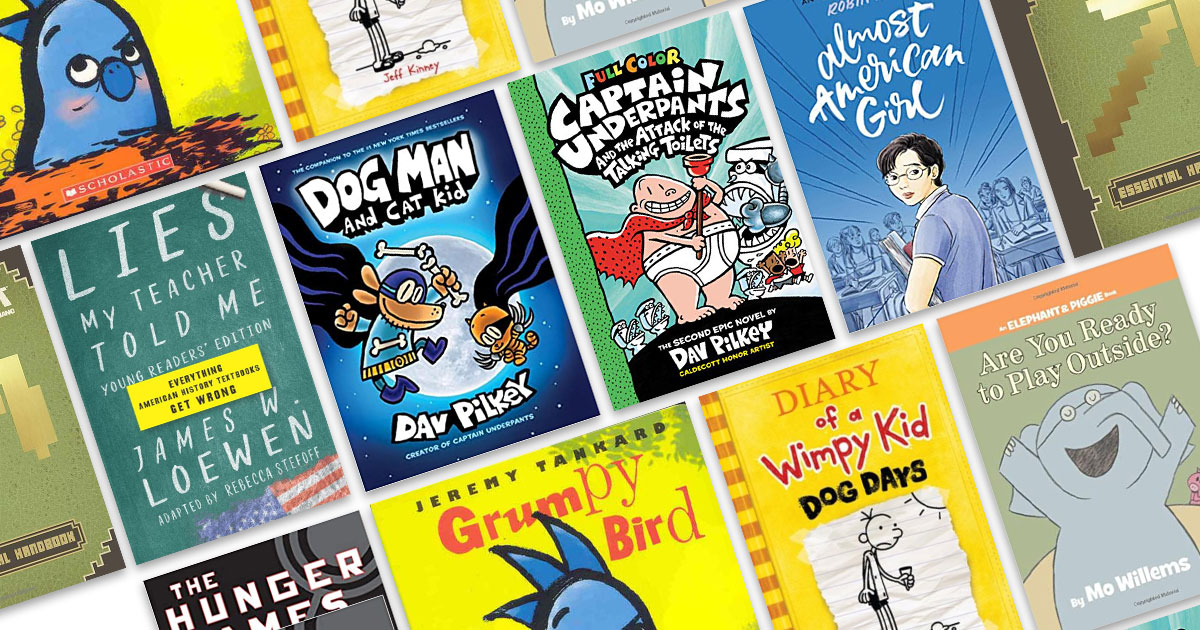 SCHOLASTIC
Jeff Kinney
By Mo Willems
LIES
MY TEACHER
TOLD ME
YOUNG READERS' EDITION
EVERYTHING
AMERICAN HISTORY TEXTBOOKS
GET WRONG
JAMES W.
LOEWEN
ADAPTED BY REBECCA STEFOFF
THE COMPANION TO THE #1 NEW YORK TIMES BESTSELLERS
DOG MAN
AND CAT KID
DAV PILKEY
CREATOR OF CAPTAIN UNDERPANTS
FULL COLOR
CAPTAIN
UNDERPANTS
AND THE ATTACK OF THE
TALKING TOILETS
THE SECOND EPIC NOVEL BY
DAV PILKEY
CALDECOTT HONOR ARTIST
ROBIN
almost
American
Girl
ESSENTIAL HA
AL HANDBOOK
THE
HUNGER
GAMES
JEREMY TANKARD
Grumpy
Bird
DIARY
of a
Wimpy Kid
DOG DAYS
An ELEPHANT & PIGGIE Book
Are You Ready
to Play Outside?
By Mo Willems